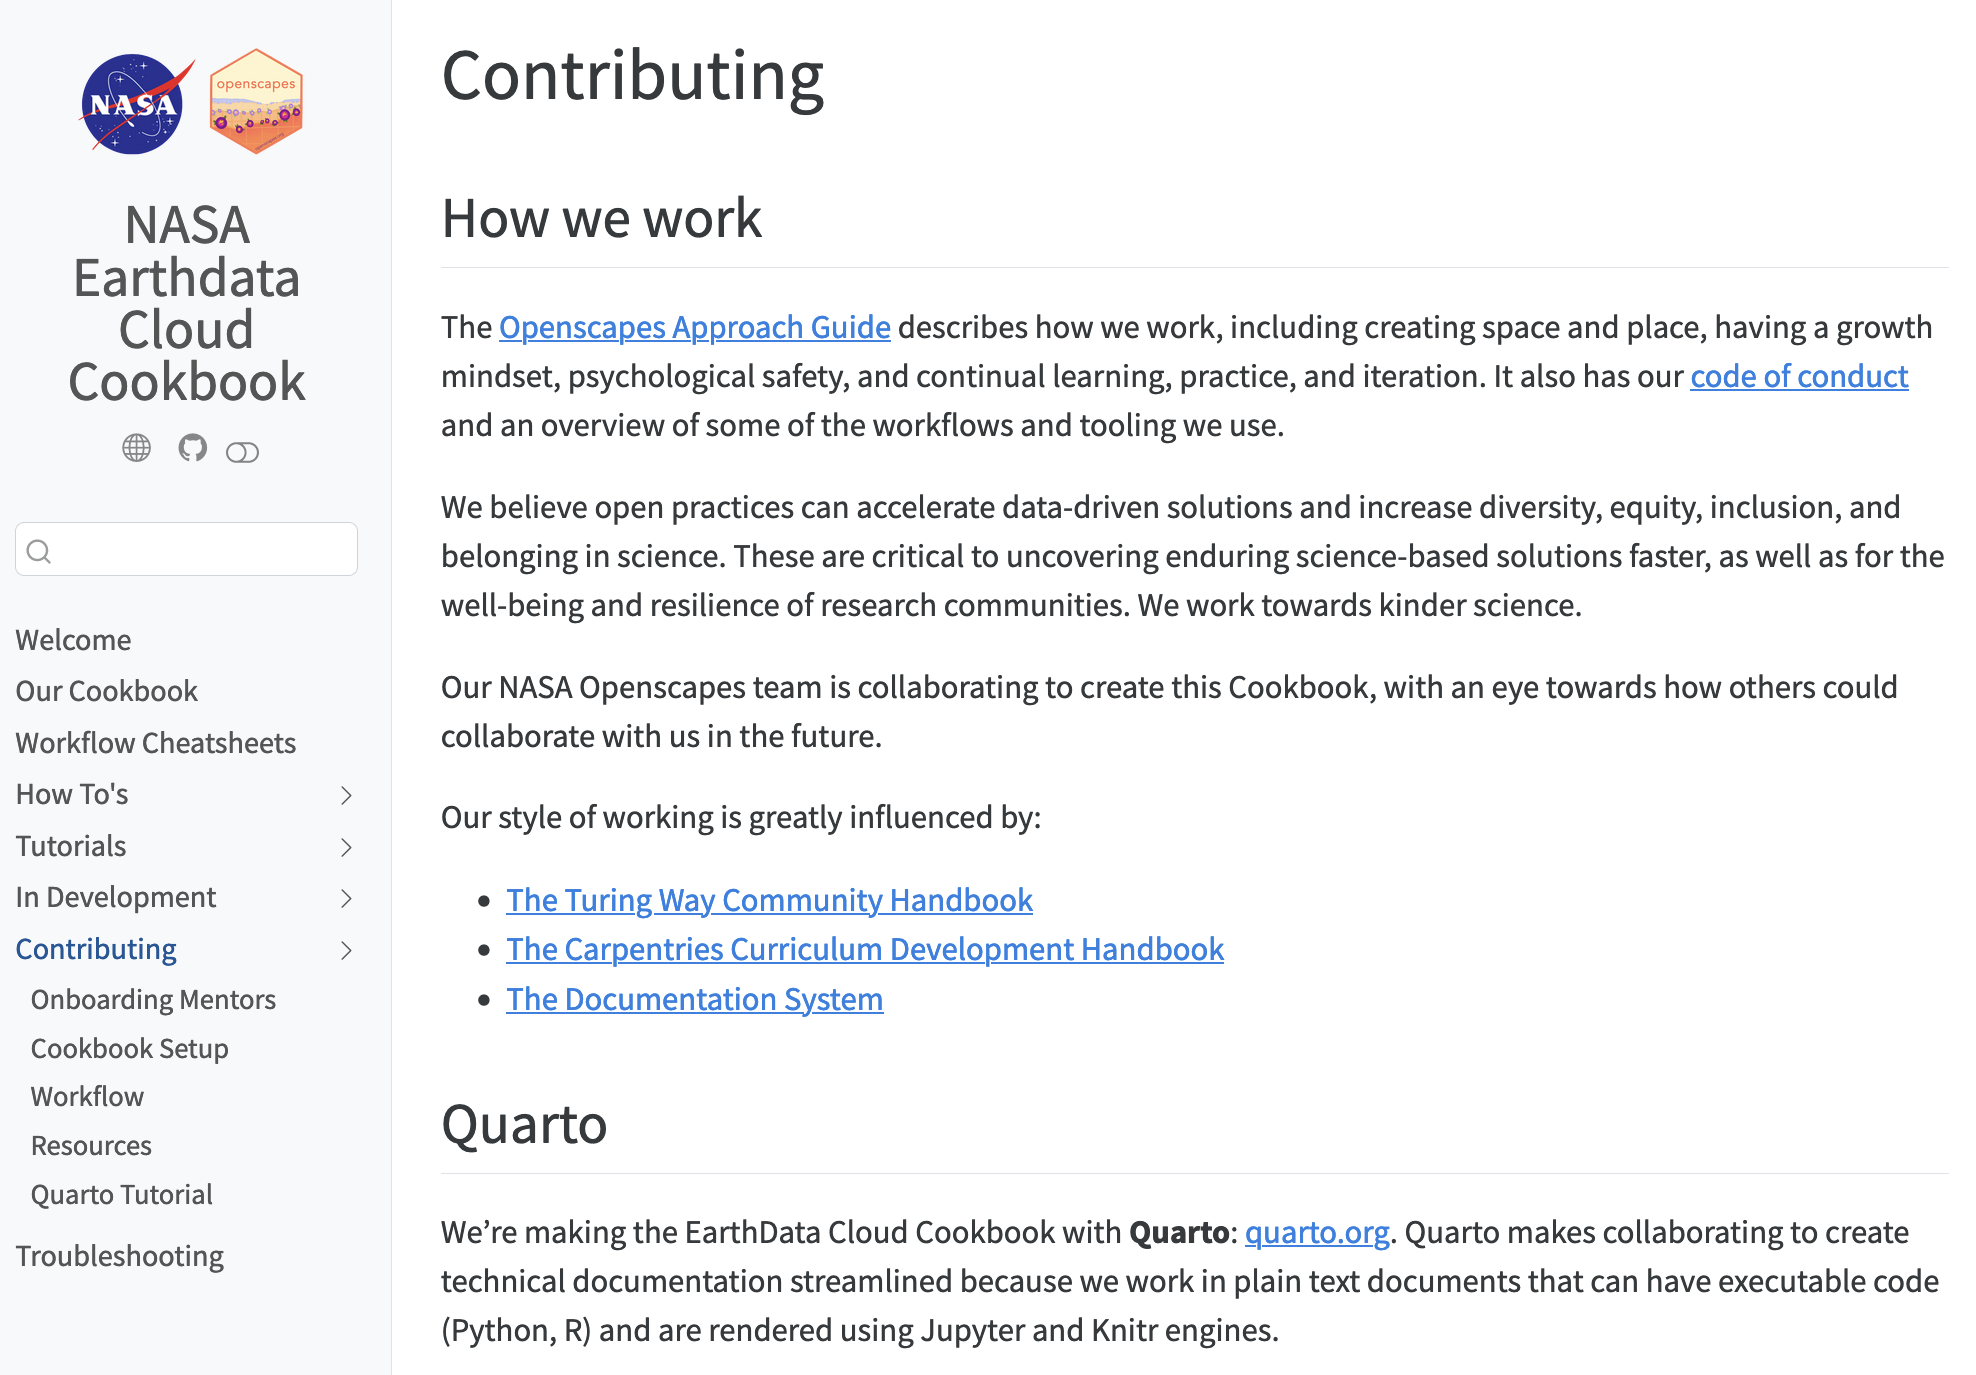 NASA
openscapes
NASA
Earthdata
Cloud
Cookbook
Welcome
Our Cookbook
Workflow Cheatsheets
How To's
Tutorials
In Development
Contributing
Onboarding Mentors
Cookbook Setup
Workflow
Resources
Quarto Tutorial
Troubleshooting
Contributing
How we work
The Openscapes Approach Guide describes how we work, including creating space and place, having a growth
mindset, psychological safety, and continual learning, practice, and iteration. It also has our code of conduct
and an overview of some of the workflows and tooling we use.
We believe open practices can accelerate data-driven solutions and increase diversity, equity, inclusion, and
belonging in science. These are critical to uncovering enduring science-based solutions faster, as well as for the
well-being and resilience of research communities. We work towards kinder science.
Our NASA Openscapes team is collaborating to create this Cookbook, with an eye towards how others could
collaborate with us in the future.
Our style of working is greatly influenced by:
• The Turing Way Community Handbook
• The Carpentries Curriculum Development Handbook
• The Documentation System
Quarto
We’re making the EarthData Cloud Cookbook with Quarto: quarto.org. Quarto makes collaborating to create
technical documentation streamlined because we work in plain text documents that can have executable code
(Python, R) and are rendered using Jupyter and Knitr engines.